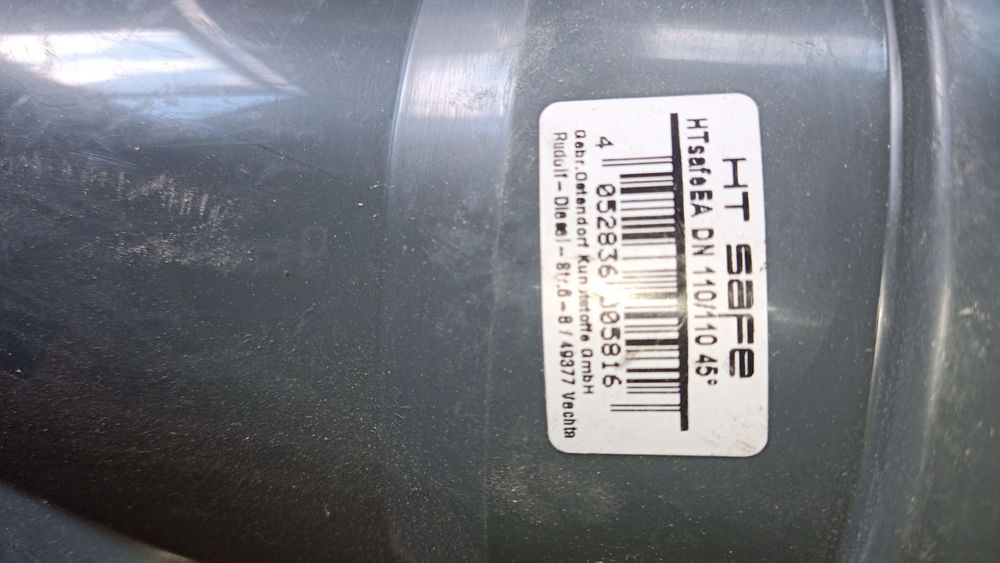 HT safe
HTsafeEA DN 110/110 45°
4 052836 005816
Gebr.Ostendorf Kunststoffe GmbH
Rudolf-Diesel-Str.6-8 / 49377 Vechta